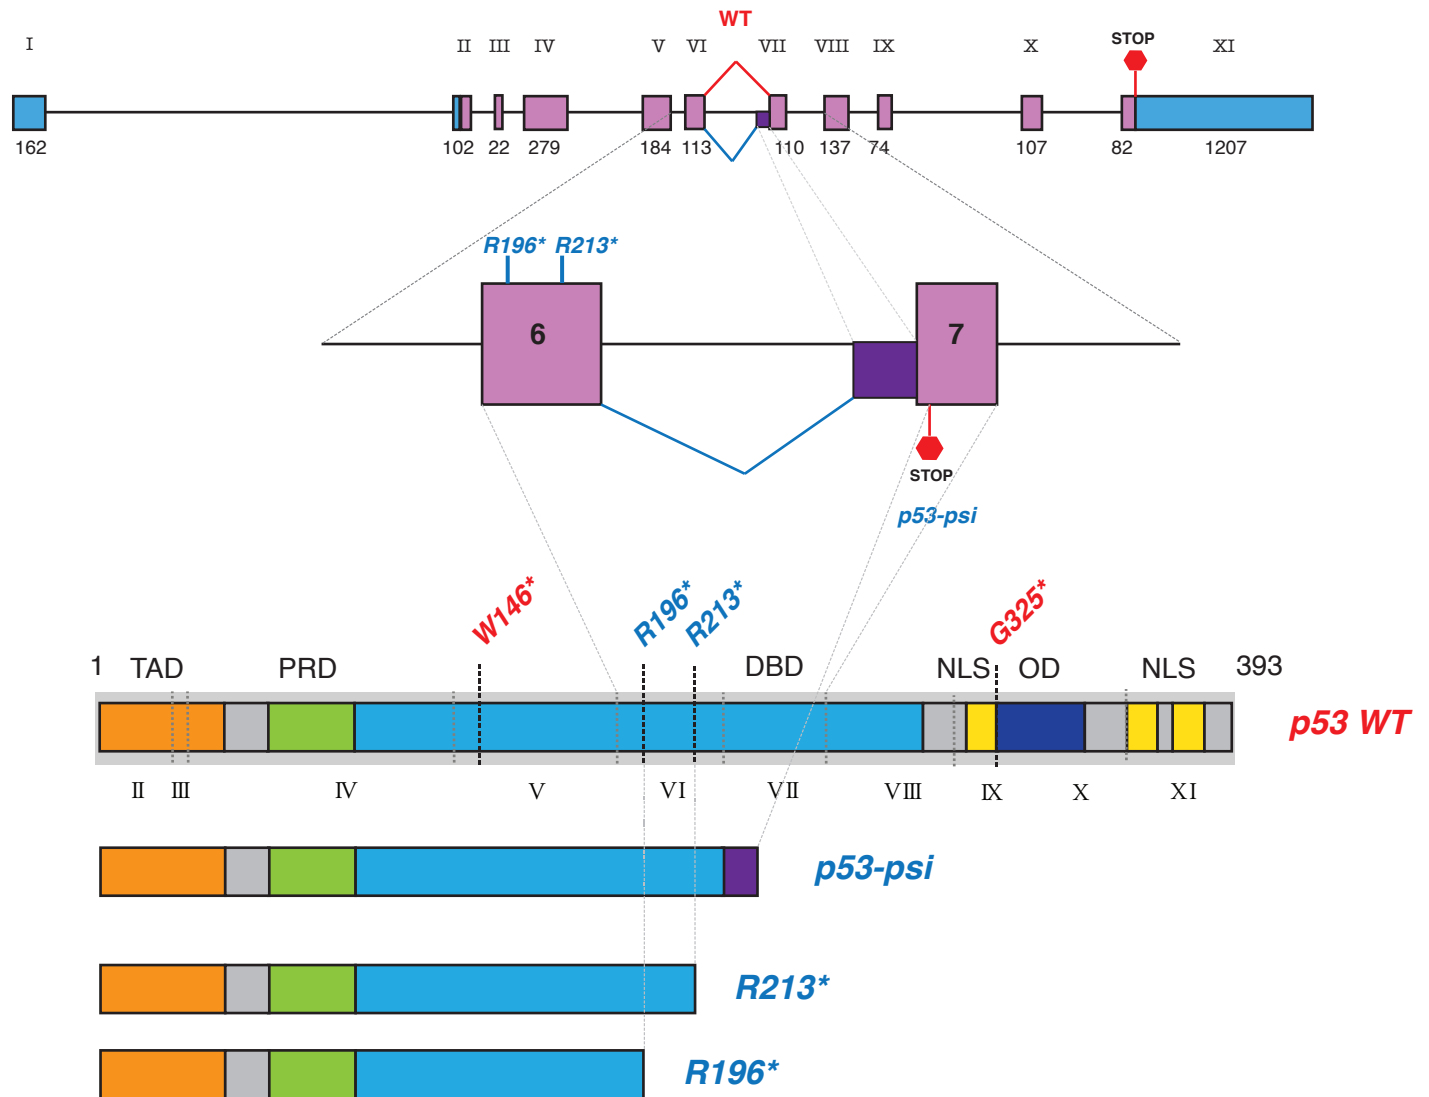 WT
I II III IV V VI VII VIII IX X STOP XI
162 102 22 279 184 113 110 137 74 107 82 1207
R196* R213*
6 7
STOP
p53-psi
W146* R196* R213* G325*
1 TAD PRD DBD NLS OD NLS 393
p53 WT
II III IV V VI VII VIII IX X XI
p53-psi
R213*
R196*